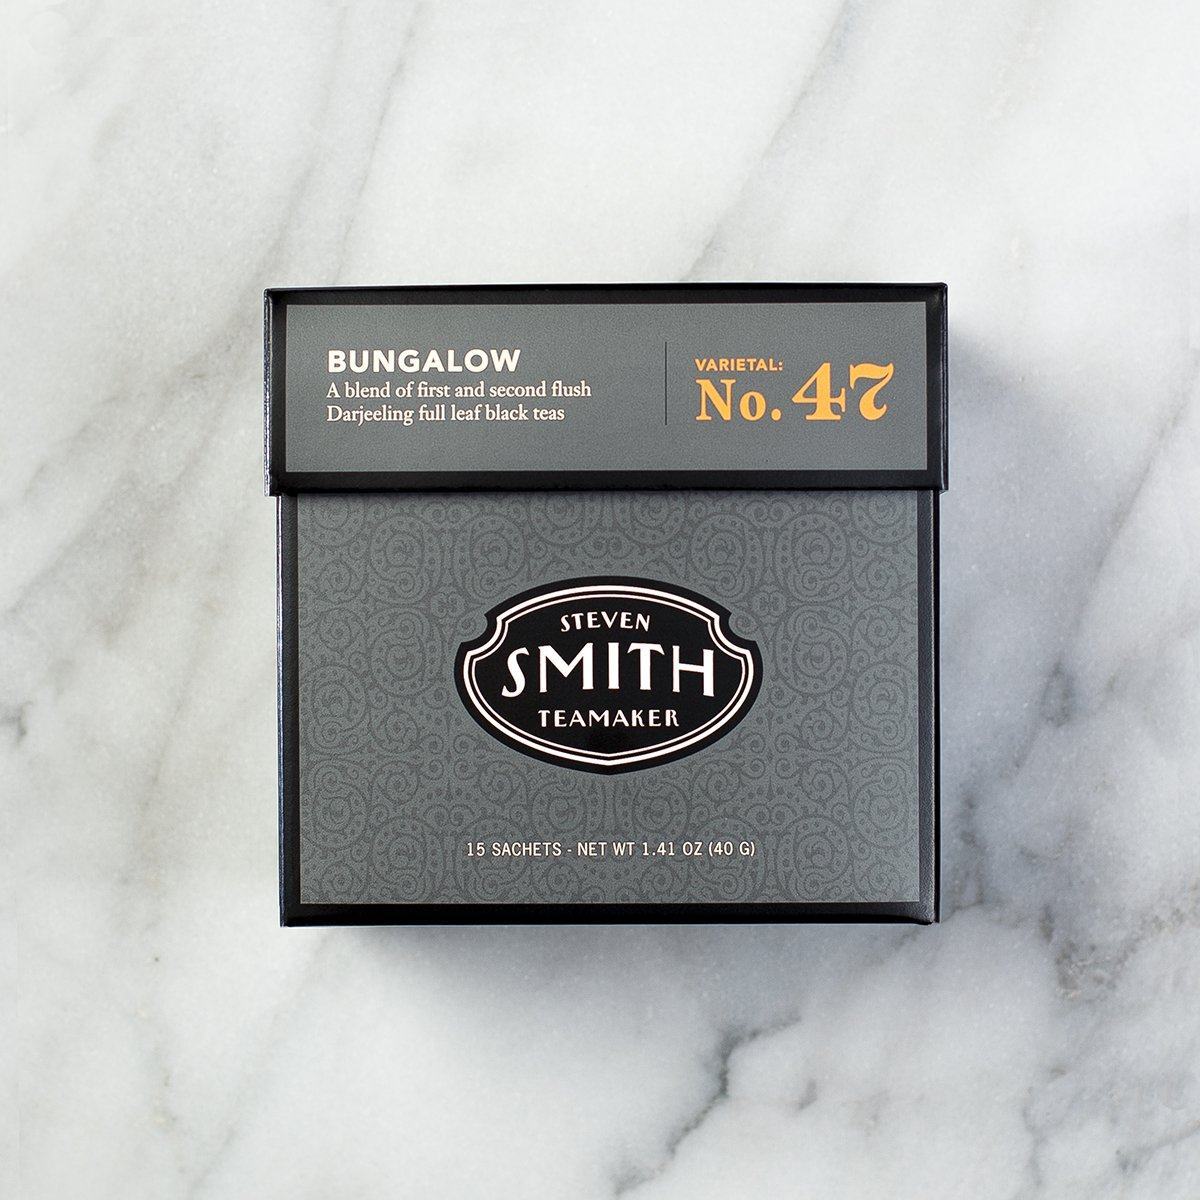 BUNGALOW
A blend of first and second flush
Darjeeling full leaf black teas
VARIETAL:
No. 47
STEVEN
SMITH
TEAMAKER
15 SACHETS - NET WT 1.41 OZ (40 G)